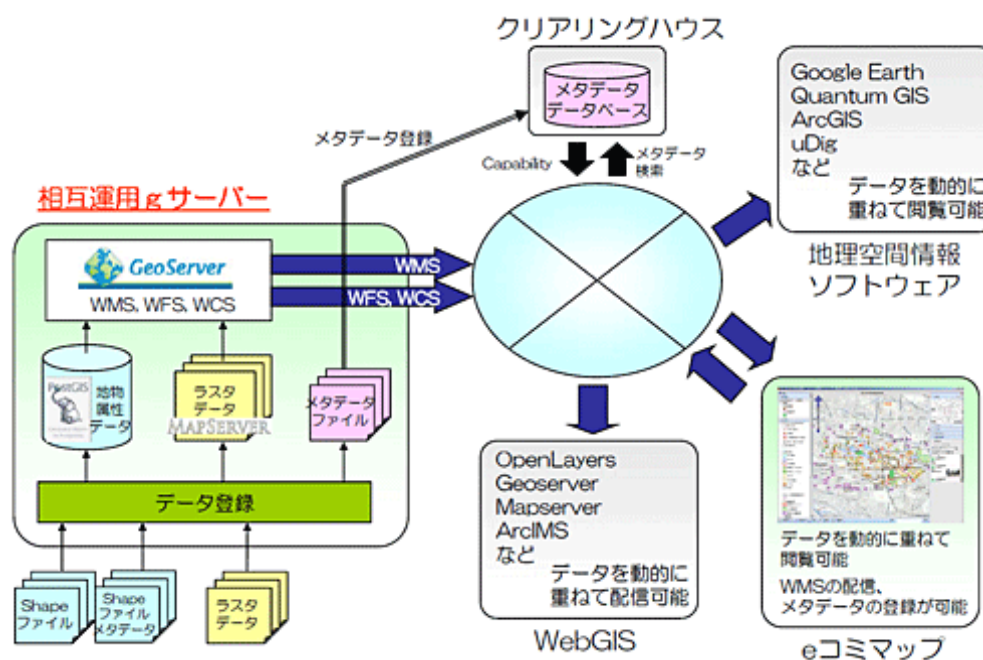 クリアリングハウス
メタデータ
データベース
メタデータ登録
Capability
メタデータ
検索
Google Earth
Quantum GIS
ArcGIS
uDig
など
データを動的に
重ねて閲覧可能
地理空間情報
ソフトウェア
相互運用gサーバー
GeoServer
WMS, WFS, WCS
WMS
WFS, WCS
PostGIS
地物
属性
データ
ラスタ
データ
MAPSERVER
メタデータ
ファイル
データ登録
Shape
ファイル
Shape
ファイル
メタデータ
ラスタ
データ
OpenLayers
Geoserver
Mapserver
ArcIMS
など
データを動的に
重ねて配信可能
WebGIS
データを動的に重ねて
閲覧可能
WMSの配信、
メタデータの登録が可能
eコミマップ